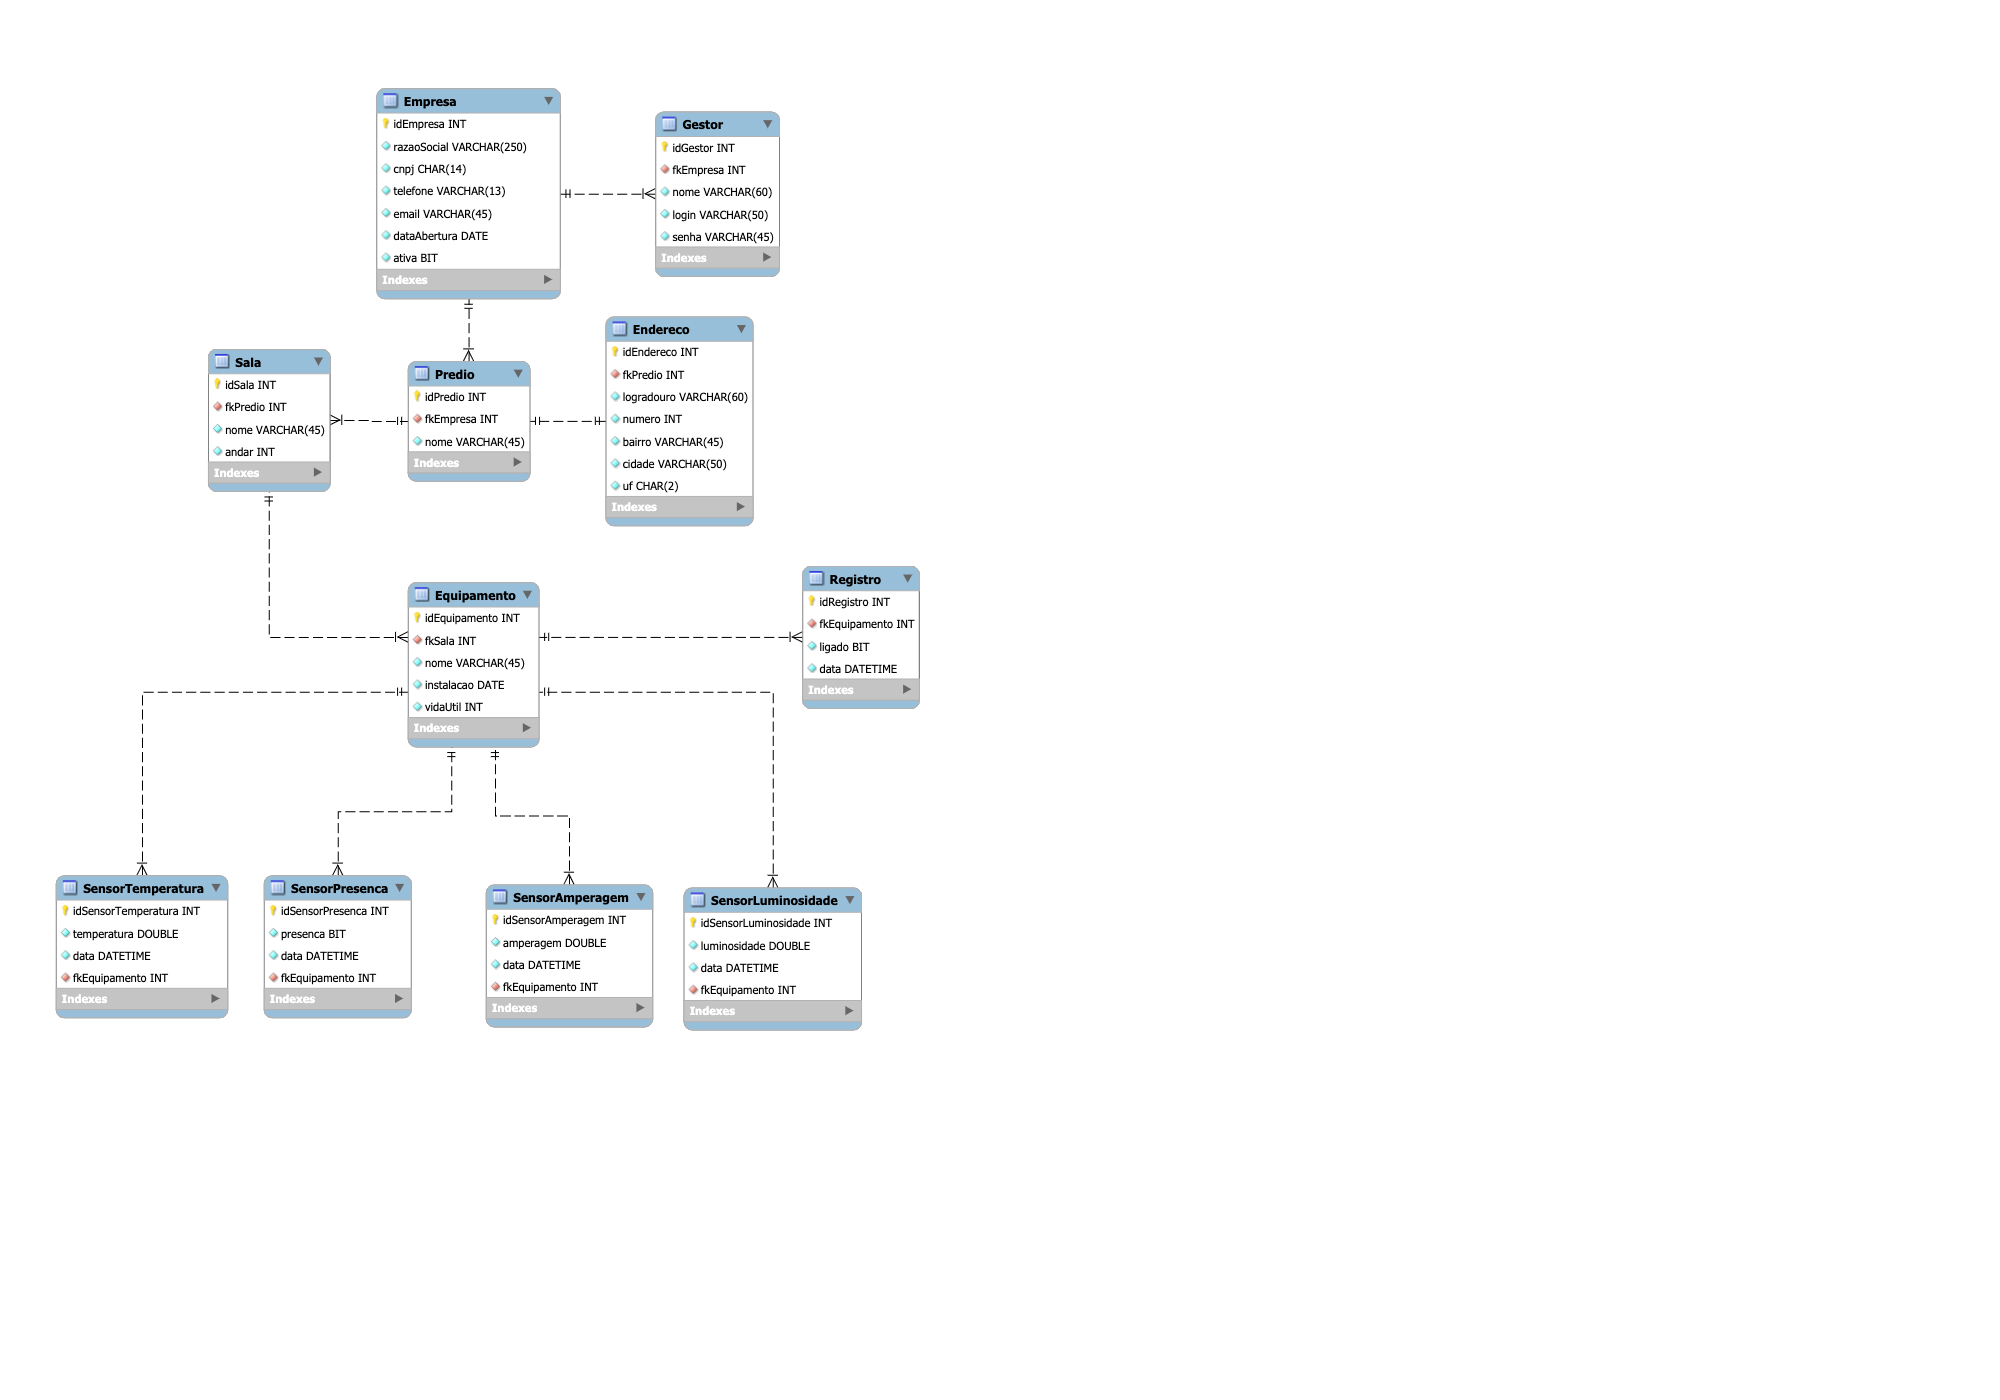 Empresa
idEmpresa INT
razaoSocial VARCHAR(250)
cnpj CHAR(14)
telefone VARCHAR(13)
email VARCHAR(45)
dataAbertura DATE
ativa BIT
Indexes
Gestor
idGestor INT
fkEmpresa INT
nome VARCHAR(60)
login VARCHAR(50)
senha VARCHAR(45)
Indexes
Sala
idSala INT
fkPredio INT
nome VARCHAR(45)
andar INT
Indexes
Predio
idPredio INT
fkEmpresa INT
nome VARCHAR(45)
Indexes
Endereco
idEndereco INT
fkPredio INT
logradouro VARCHAR(60)
numero INT
bairro VARCHAR(45)
cidade VARCHAR(50)
uf CHAR(2)
Indexes
Equipamento
idEquipamento INT
fkSala INT
nome VARCHAR(45)
instalacao DATE
vidaUtil INT
Indexes
Registro
idRegistro INT
fkEquipamento INT
ligado BIT
data DATETIME
Indexes
SensorTemperatura
idSensorTemperatura INT
temperatura DOUBLE
data DATETIME
fkEquipamento INT
Indexes
SensorPresenca
idSensorPresenca INT
presenca BIT
data DATETIME
fkEquipamento INT
Indexes
SensorAmperagem
idSensorAmperagem INT
amperagem DOUBLE
data DATETIME
fkEquipamento INT
Indexes
SensorLuminosidade
idSensorLuminosidade INT
luminosidade DOUBLE
data DATETIME
fkEquipamento INT
Indexes